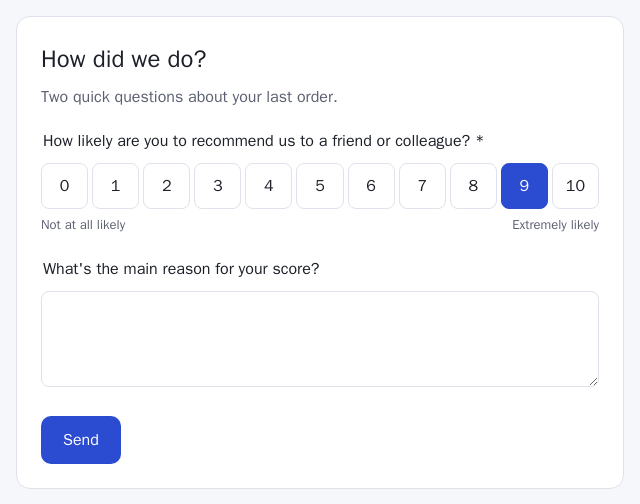 How did we do?
Two quick questions about your last order.
How likely are you to recommend us to a friend or colleague? *
0 1 2 3 4 5 6 7 8 9 10
Not at all likely Extremely likely
What's the main reason for your score?
Send